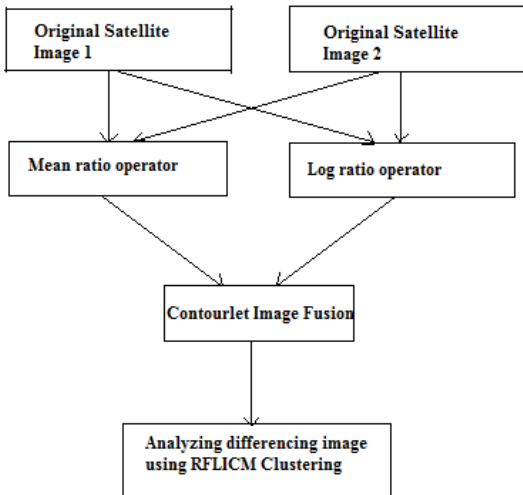 Original Satellite
Image 1
Original Satellite
Image 2
Mean ratio operator
Log ratio operator
Contourlet Image Fusion
Analyzing differencing image
using RFLICM Clustering